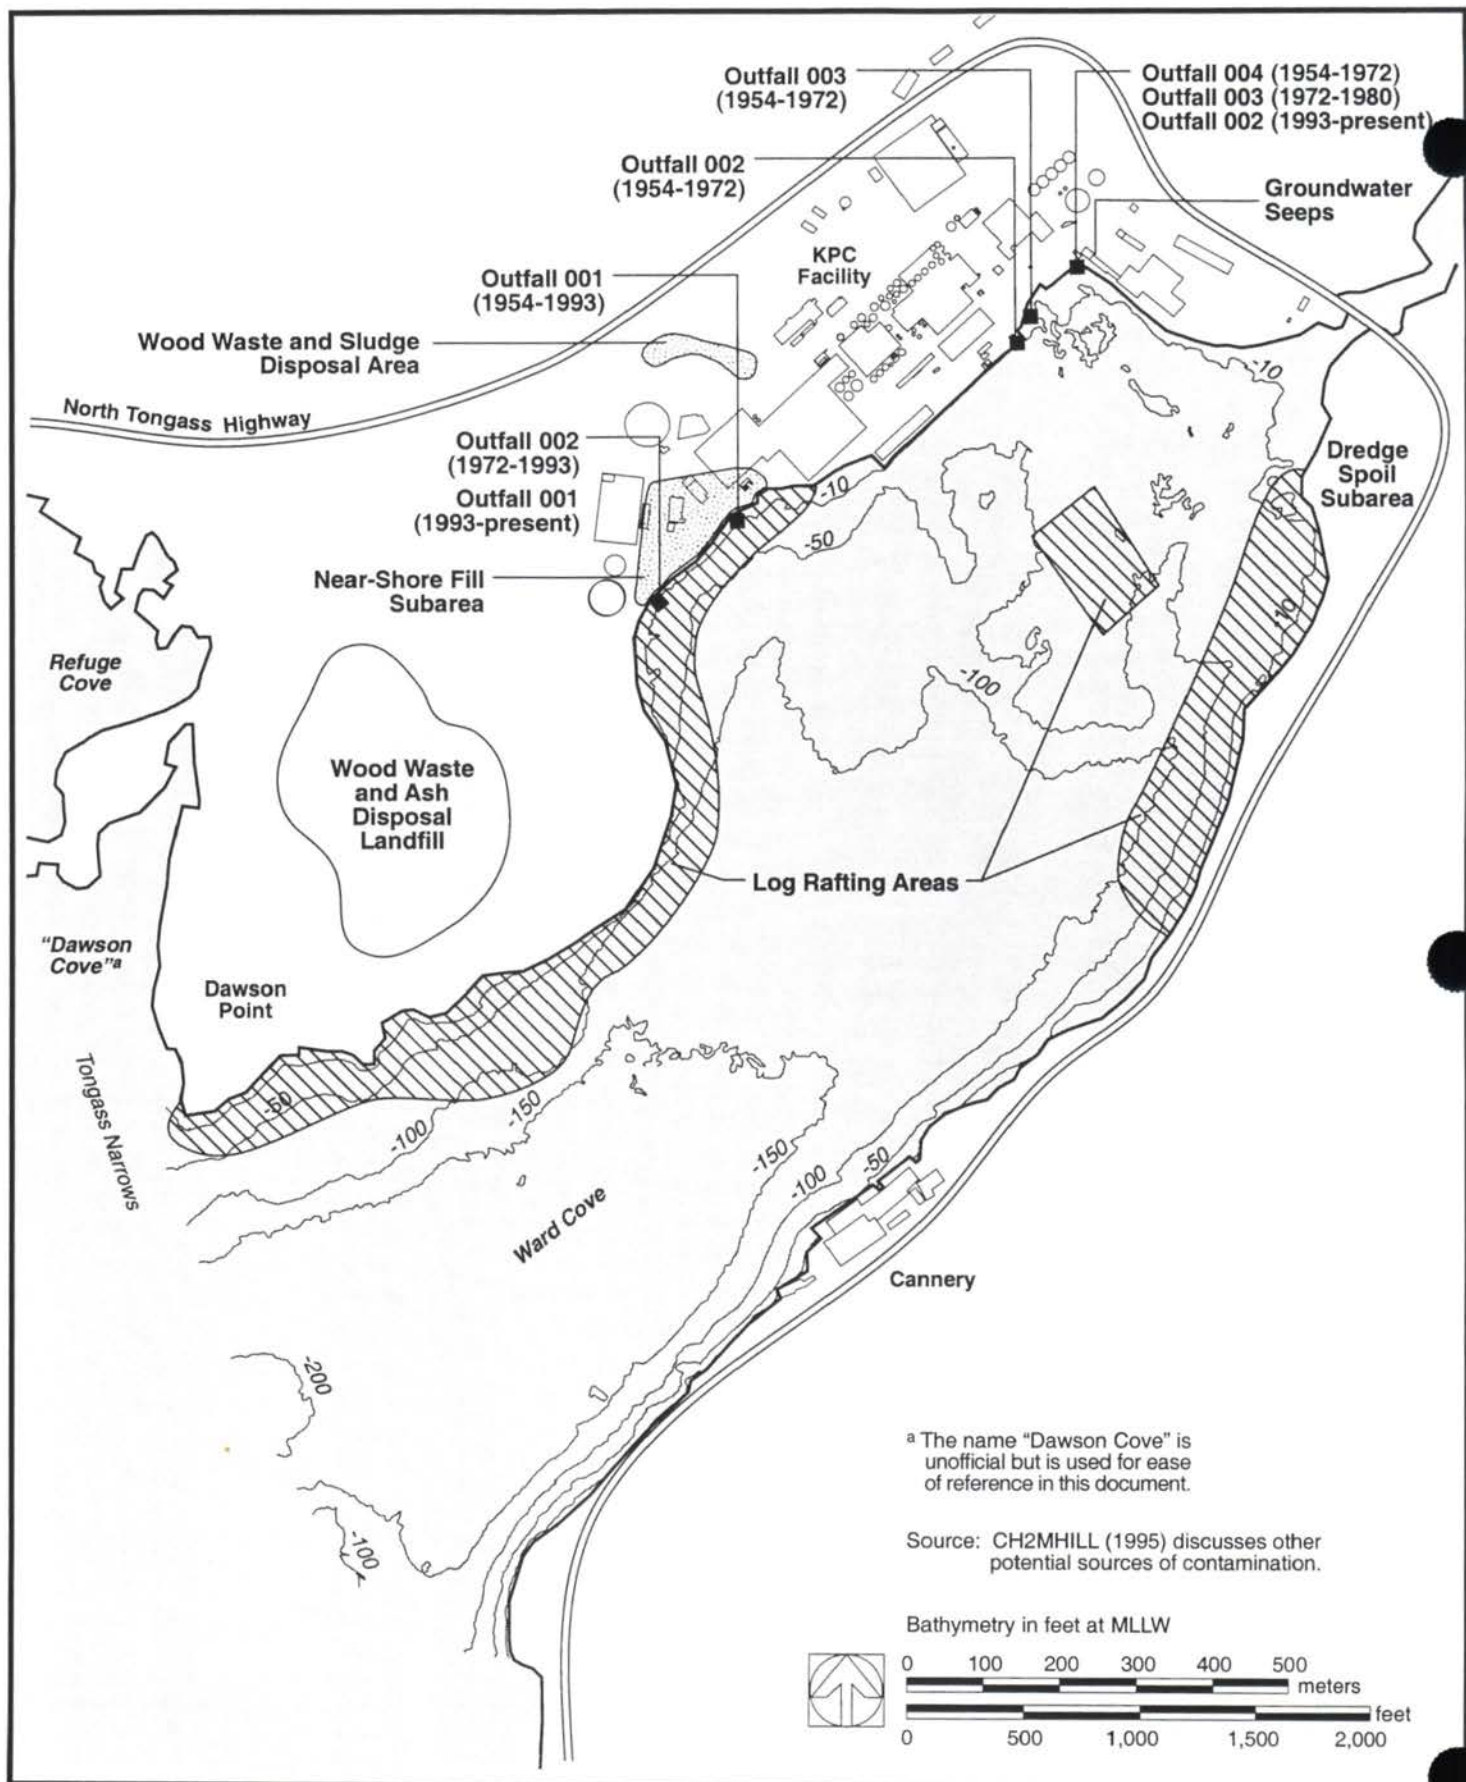 Outfall 003
(1954-1972)
Outfall 004 (1954-1972)
Outfall 003 (1972-1980)
Outfall 002 (1993-present)
Outfall 002
(1954-1972)
Groundwater
Seeps
KPC
Facility
Outfall 001
(1954-1993)
Wood Waste and Sludge
Disposal Area
-10
North Tongass Highway
Outfall 002
(1972-1993)
Outfall 001
(1993-present)
Dredge
Spoil
Subarea
-10
-50
Near-Shore Fill
Subarea
-10
Refuge
Cove
-100
Wood Waste
and Ash
Disposal
Landfill
Log Rafting Areas
"Dawson
Cove"a
Dawson
Point
Tongass Narrows
-50
-100
-150
-150
-100
-50
Ward Cove
Cannery
-200
-100
a The name "Dawson Cove" is
unofficial but is used for ease
of reference in this document.
Source: CH2MHILL (1995) discusses other
potential sources of contamination.
Bathymetry in feet at MLLW
0 100 200 300 400 500
meters
feet
0 500 1,000 1,500 2,000